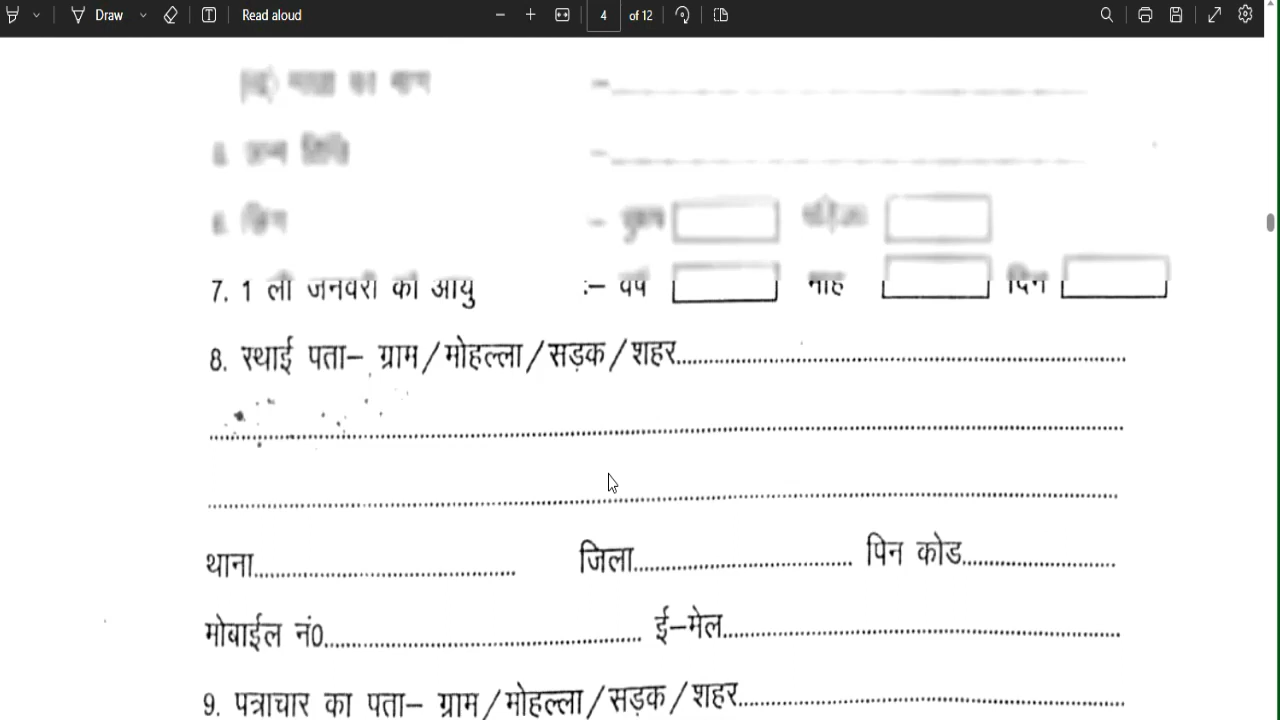 Draw Read aloud 4 of 12
7. 1 ली जनवरी को आयु :– वर्ष माह दिन
8. स्थाई पता– ग्राम/मोहल्ला/सड़क/शहर
थाना जिला पिन कोड
मोबाईल नं0 ई–मेल
9. पत्राचार का पता– ग्राम/मोहल्ला/सड़क/शहर